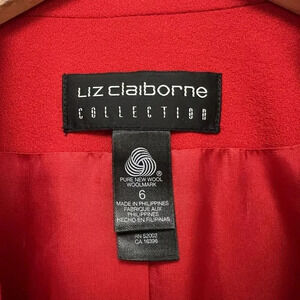 Liz claiborne
COLLECTION
®
PURE NEW WOOL
WOOLMARK
6
MADE IN PHILIPPINES
FABRIQUE AUX
PHILIPPINES
HECHO EN FILIPINAS
RN 52002
CA 16396